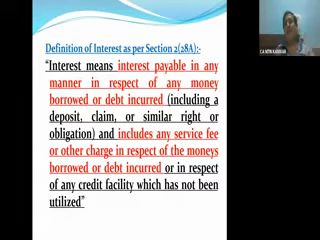 Definition of Interest as per Section 2(28A):-
"Interest means interest payable in any
manner in respect of any money
borrowed or debt incurred (including a
deposit, claim, or similar right or
obligation) and includes any service fee
or other charge in respect of the moneys
borrowed or debt incurred or in respect
of any credit facility which has not been
utilized"